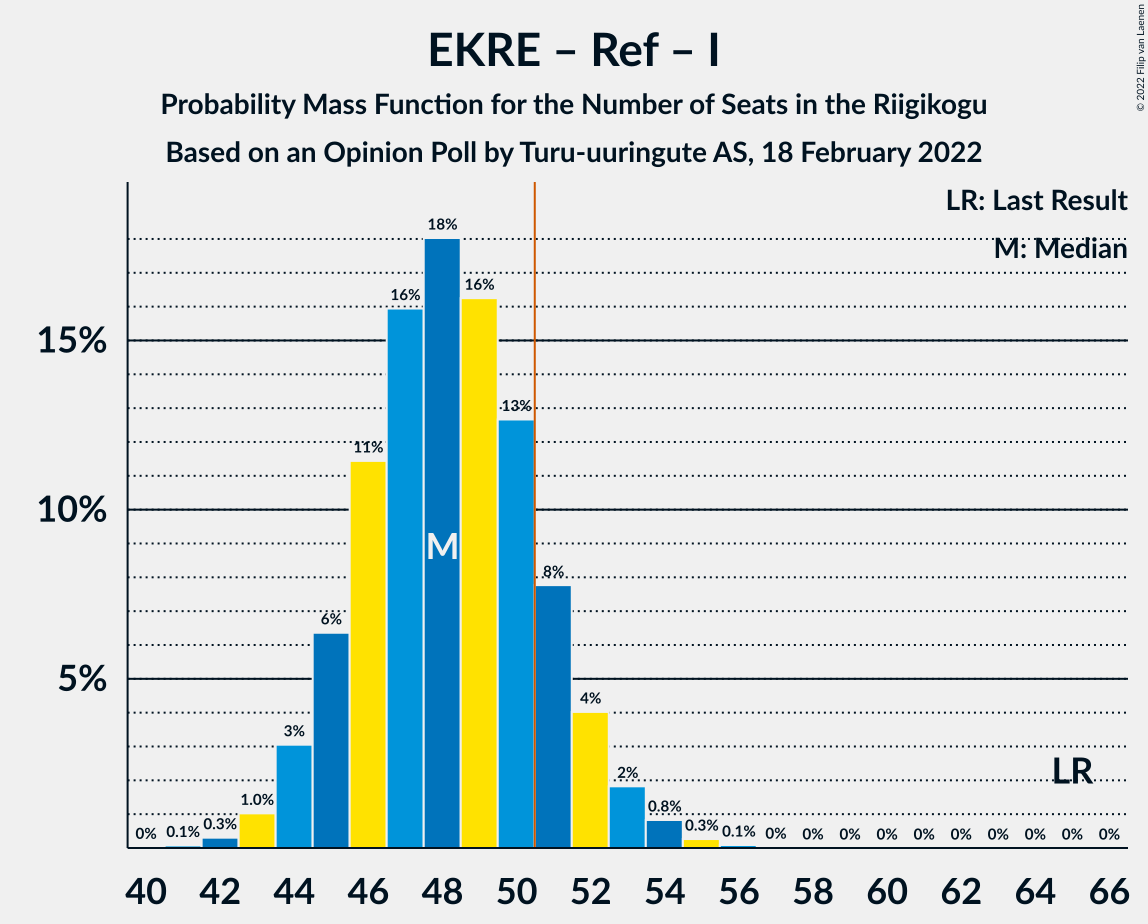 EKRE – Ref – I
Probability Mass Function for the Number of Seats in the Riigikogu
Based on an Opinion Poll by Turu-uuringute AS, 18 February 2022
© 2022 Filip van Laenen
LR: Last Result
M: Median
15%
10%
5%
0% 0.1% 0.3% 1.0% 3% 6% 11% 16% 18% 16% 13% 8% 4% 2% 0.8% 0.3% 0.1% 0% 0% 0% 0% 0% 0% 0% 0% 0% 0%
M
LR
40 42 44 46 48 50 52 54 56 58 60 62 64 66